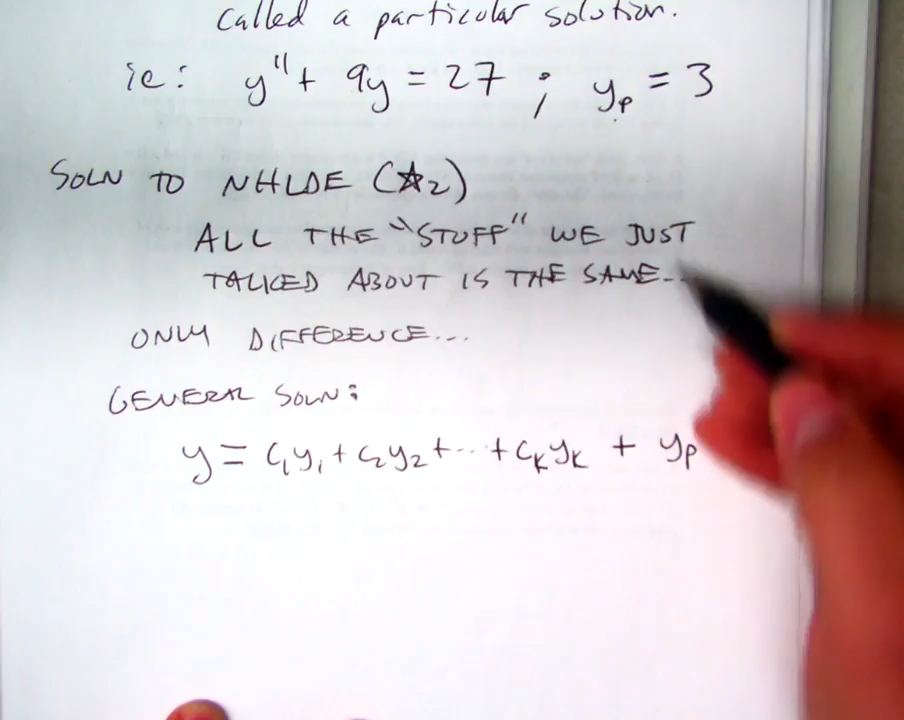 called a particular solution.
ie: y'' + 9y = 27 ; yₚ = 3
SOLN TO NHLDE (☆2)
ALL THE "STUFF" WE JUST
TALKED ABOUT IS THE SAME...
ONLY DIFFERENCE...
GENERAL SOLN:
y = c₁y₁ + c₂y₂ + ... + cₖyₖ + yₚ